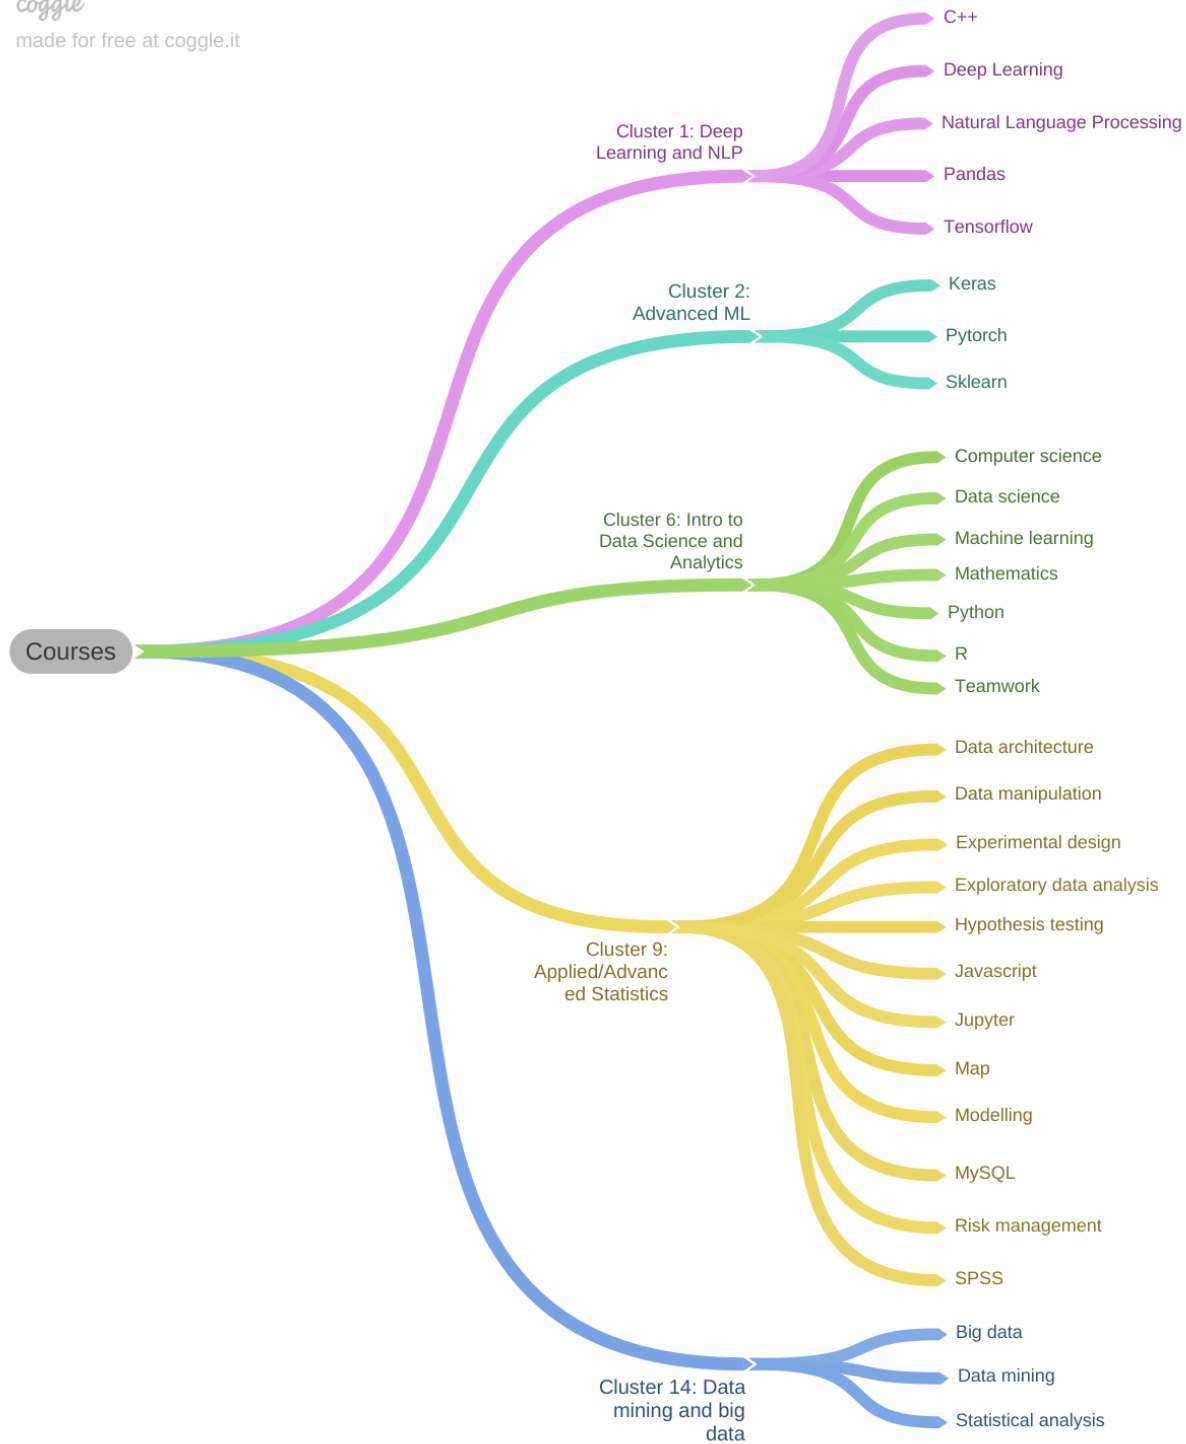 coggle
made for free at coggle.it
C++
Deep Learning
Cluster 1: Deep
Learning and NLP
Natural Language Processing
Pandas
Tensorflow
Cluster 2:
Advanced ML
Keras
Pytorch
Sklearn
Cluster 6: Intro to
Data Science and
Analytics
Computer science
Data science
Machine learning
Mathematics
Python
R
Teamwork
Courses
Cluster 9:
Applied/Advanc
ed Statistics
Data architecture
Data manipulation
Experimental design
Exploratory data analysis
Hypothesis testing
Javascript
Jupyter
Map
Modelling
MySQL
Risk management
SPSS
Cluster 14: Data
mining and big
data
Big data
Data mining
Statistical analysis